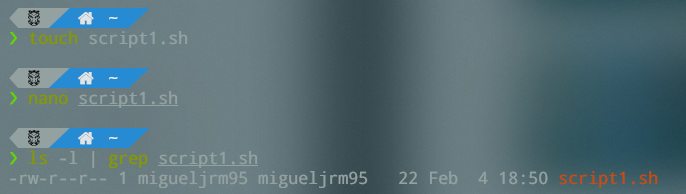 ~
❯ touch script1.sh
~
❯ nano script1.sh
~
❯ ls -l | grep script1.sh
-rw-r--r-- 1 migueljrm95 migueljrm95   22 Feb  4 18:50 script1.sh